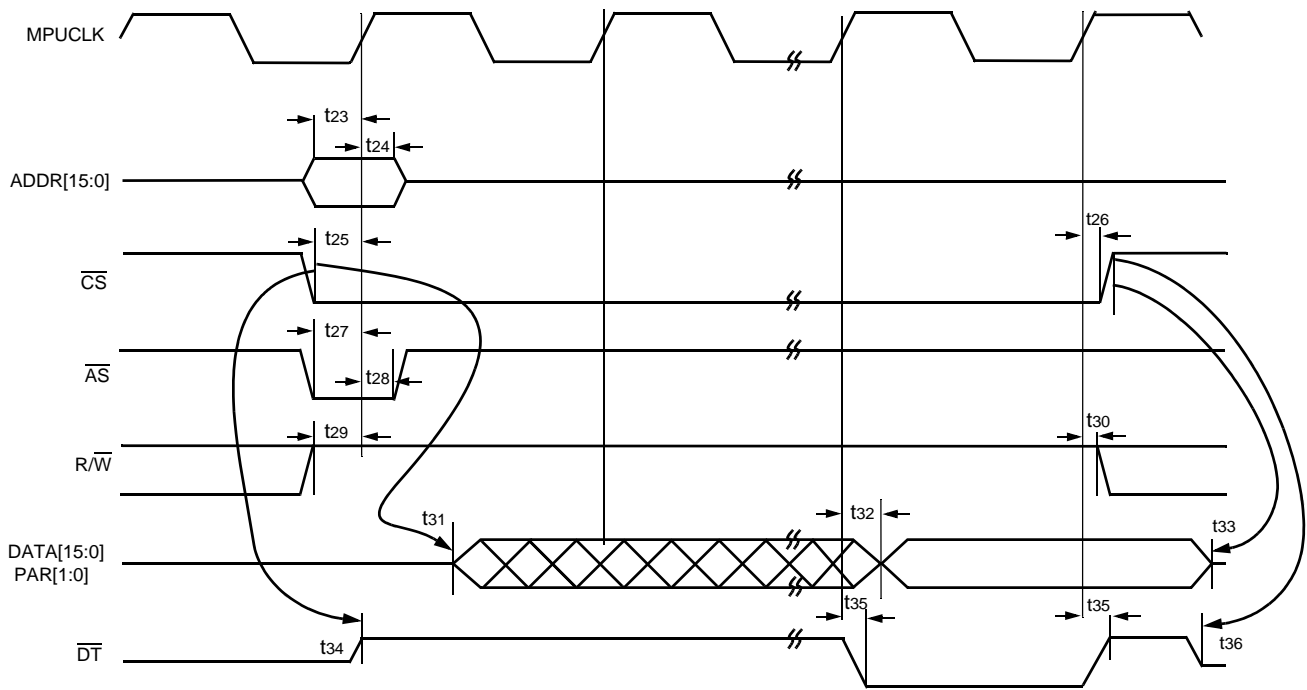 MPUCLK
t23
t24
ADDR[15:0]
t25
t26
CS
t27
AS
t28
t29
t30
R/W
t31
t32
t33
DATA[15:0]
PAR[1:0]
t35
t35
t34
t36
DT